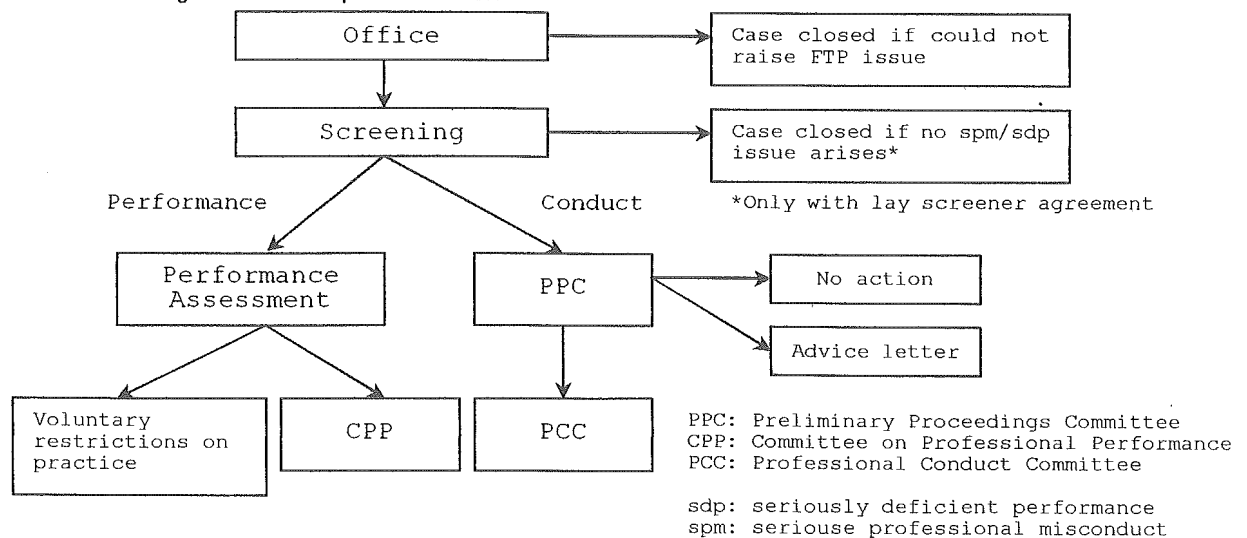 Office
Case closed if could not
raise FTP issue
Screening
Case closed if no spm/sdp
issue arises*
Performance
Conduct
*Only with lay screener agreement
Performance
Assessment
PPC
No action
Advice letter
Voluntary
restrictions on
practice
CPP
PCC
PPC: Preliminary Proceedings Committee
CPP: Committee on Professional Performance
PCC: Professional Conduct Committee
sdp: seriously deficient performance
spm: seriouse professional misconduct